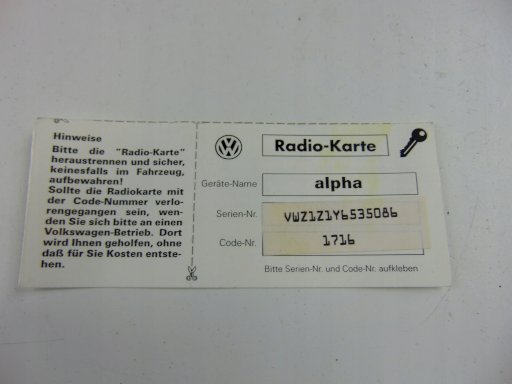 Hinweise
Bitte die "Radio-Karte"
heraustrennen und sicher,
keinesfalls im Fahrzeug,
aufbewahren!
Sollte die Radiokarte mit
der Code-Nummer verlo-
rengegangen sein, wen-
den Sie sich bitte an einen
Volkswagen-Betrieb. Dort
wird Ihnen geholfen, ohne
daß für Sie Kosten entste-
hen.
VW
Radio-Karte
Geräte-Name alpha
Serien-Nr. VWZ1Z1Y6535086
Code-Nr. 1716
Bitte Serien-Nr. und Code-Nr. aufkleben